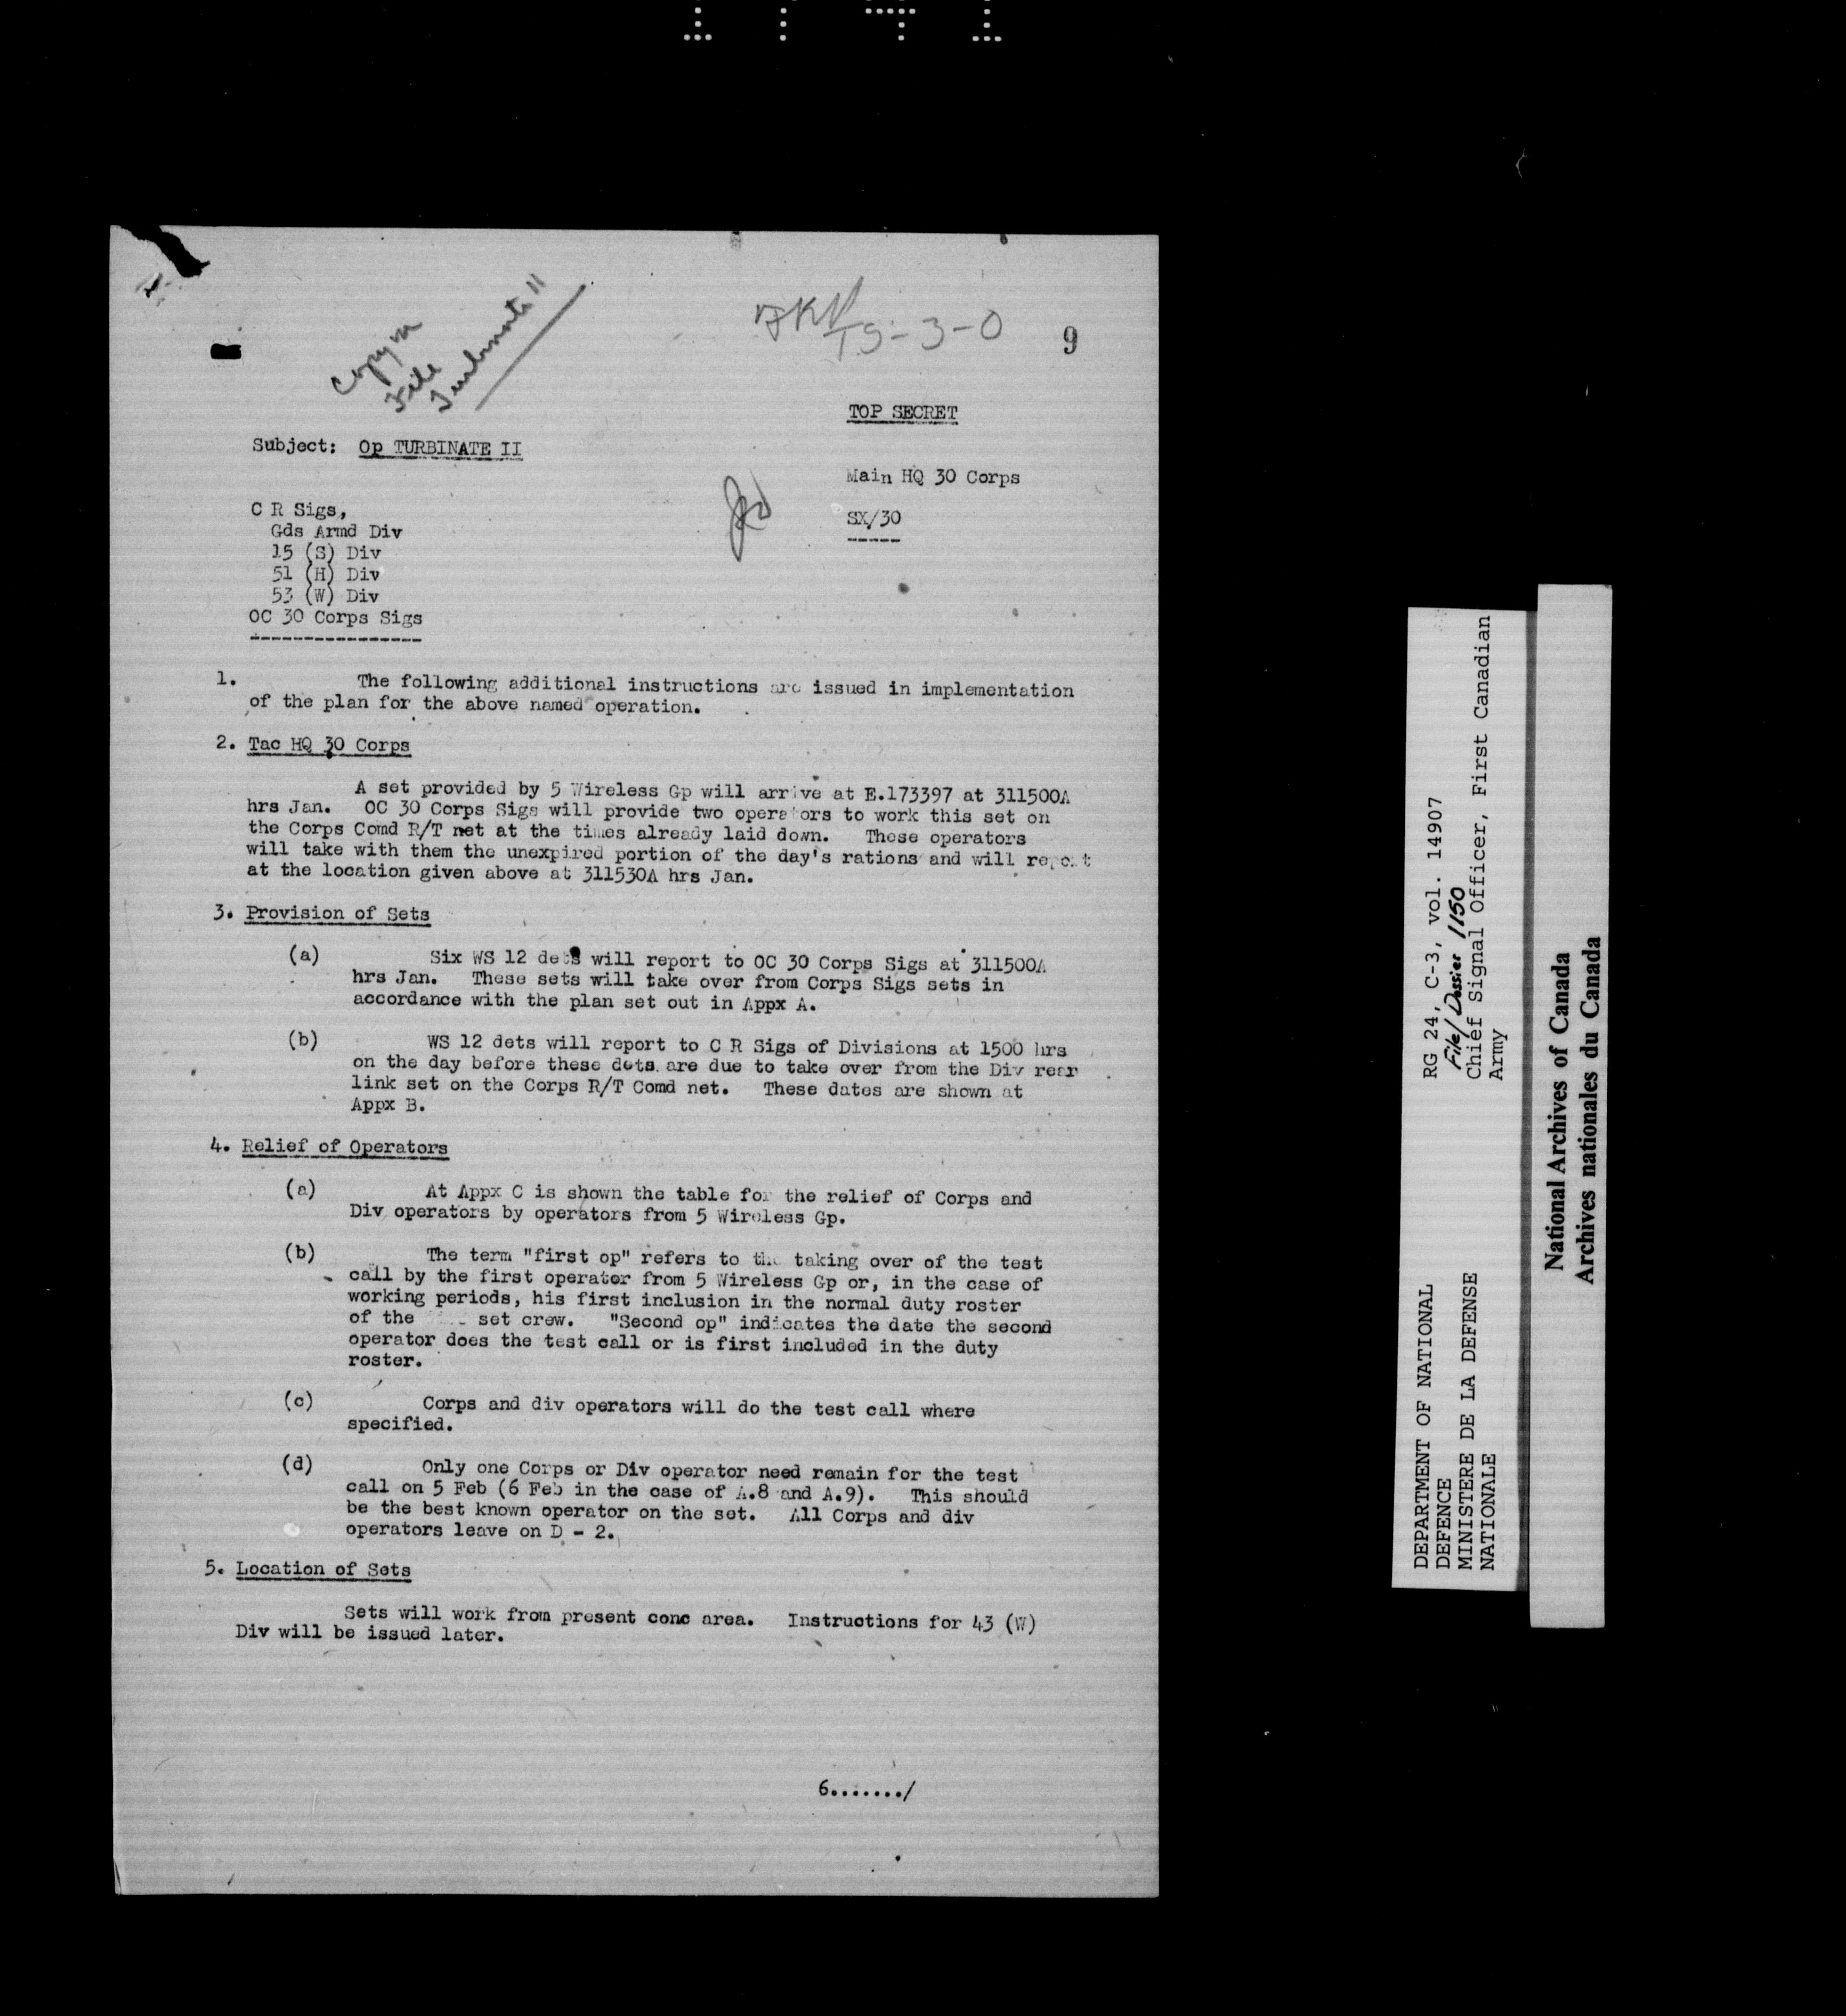 Copy on
File
Turbinate II
TS-3-0
9
TOP SECRET
Subject: Op TURBINATE II
Main HQ 30 Corps
SX/30
C R Sigs,
Gds Armd Div
15 (S) Div
51 (H) Div
53 (W) Div
OC 30 Corps Sigs
1. The following additional instructions are issued in implementation
of the plan for the above named operation.
2. Tac HQ 30 Corps
A set provided by 5 Wireless Gp will arrive at E.173397 at 311500A
hrs Jan. OC 30 Corps Sigs will provide two operators to work this set on
the Corps Comd R/T net at the times already laid down. These operators
will take with them the unexpired portion of the day's rations and will report
at the location given above at 311530A hrs Jan.
3. Provision of Sets
(a) Six WS 12 dets will report to OC 30 Corps Sigs at 311500A
hrs Jan. These sets will take over from Corps Sigs sets in
accordance with the plan set out in Appx A.
(b) WS 12 dets will report to C R Sigs of Divisions at 1500 hrs
on the day before these dets are due to take over from the Div rear
link set on the Corps R/T Comd net. These dates are shown at
Appx B.
4. Relief of Operators
(a) At Appx C is shown the table for the relief of Corps and
Div operators by operators from 5 Wireless Gp.
(b) The term "first op" refers to the taking over of the test
call by the first operator from 5 Wireless Gp or, in the case of
working periods, his first inclusion in the normal duty roster
of the set crew. "Second op" indicates the date the second
operator does the test call or is first included in the duty
roster.
(c) Corps and div operators will do the test call where
specified.
(d) Only one Corps or Div operator need remain for the test
call on 5 Feb (6 Feb in the case of A.8 and A.9). This should
be the best known operator on the set. All Corps and div
operators leave on D - 2.
5. Location of Sets
Sets will work from present conc area. Instructions for 43 (W)
Div will be issued later.
6......./
DEPARTMENT OF NATIONAL
DEFENCE
MINISTERE DE LA DEFENSE
NATIONALE
RG 24, C-3, vol. 14907
File/Dossier 1150
Chief Signal Officer, First Canadian
Army
National Archives of Canada
Archives nationales du Canada